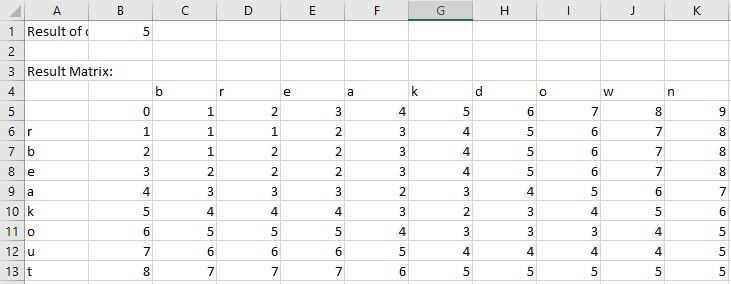 A B C D E F G H I J K
1 Result of c 5
2
3 Result Matrix:
4 b r e a k d o w n
5 0 1 2 3 4 5 6 7 8 9
6 r 1 1 1 2 3 4 5 6 7 8
7 b 2 1 2 2 3 4 5 6 7 8
8 e 3 2 2 2 3 4 5 6 7 8
9 a 4 3 3 3 2 3 4 5 6 7
10 k 5 4 4 4 3 2 3 4 5 6
11 o 6 5 5 5 4 3 3 3 4 5
12 u 7 6 6 6 5 4 4 4 4 5
13 t 8 7 7 7 6 5 5 5 5 5